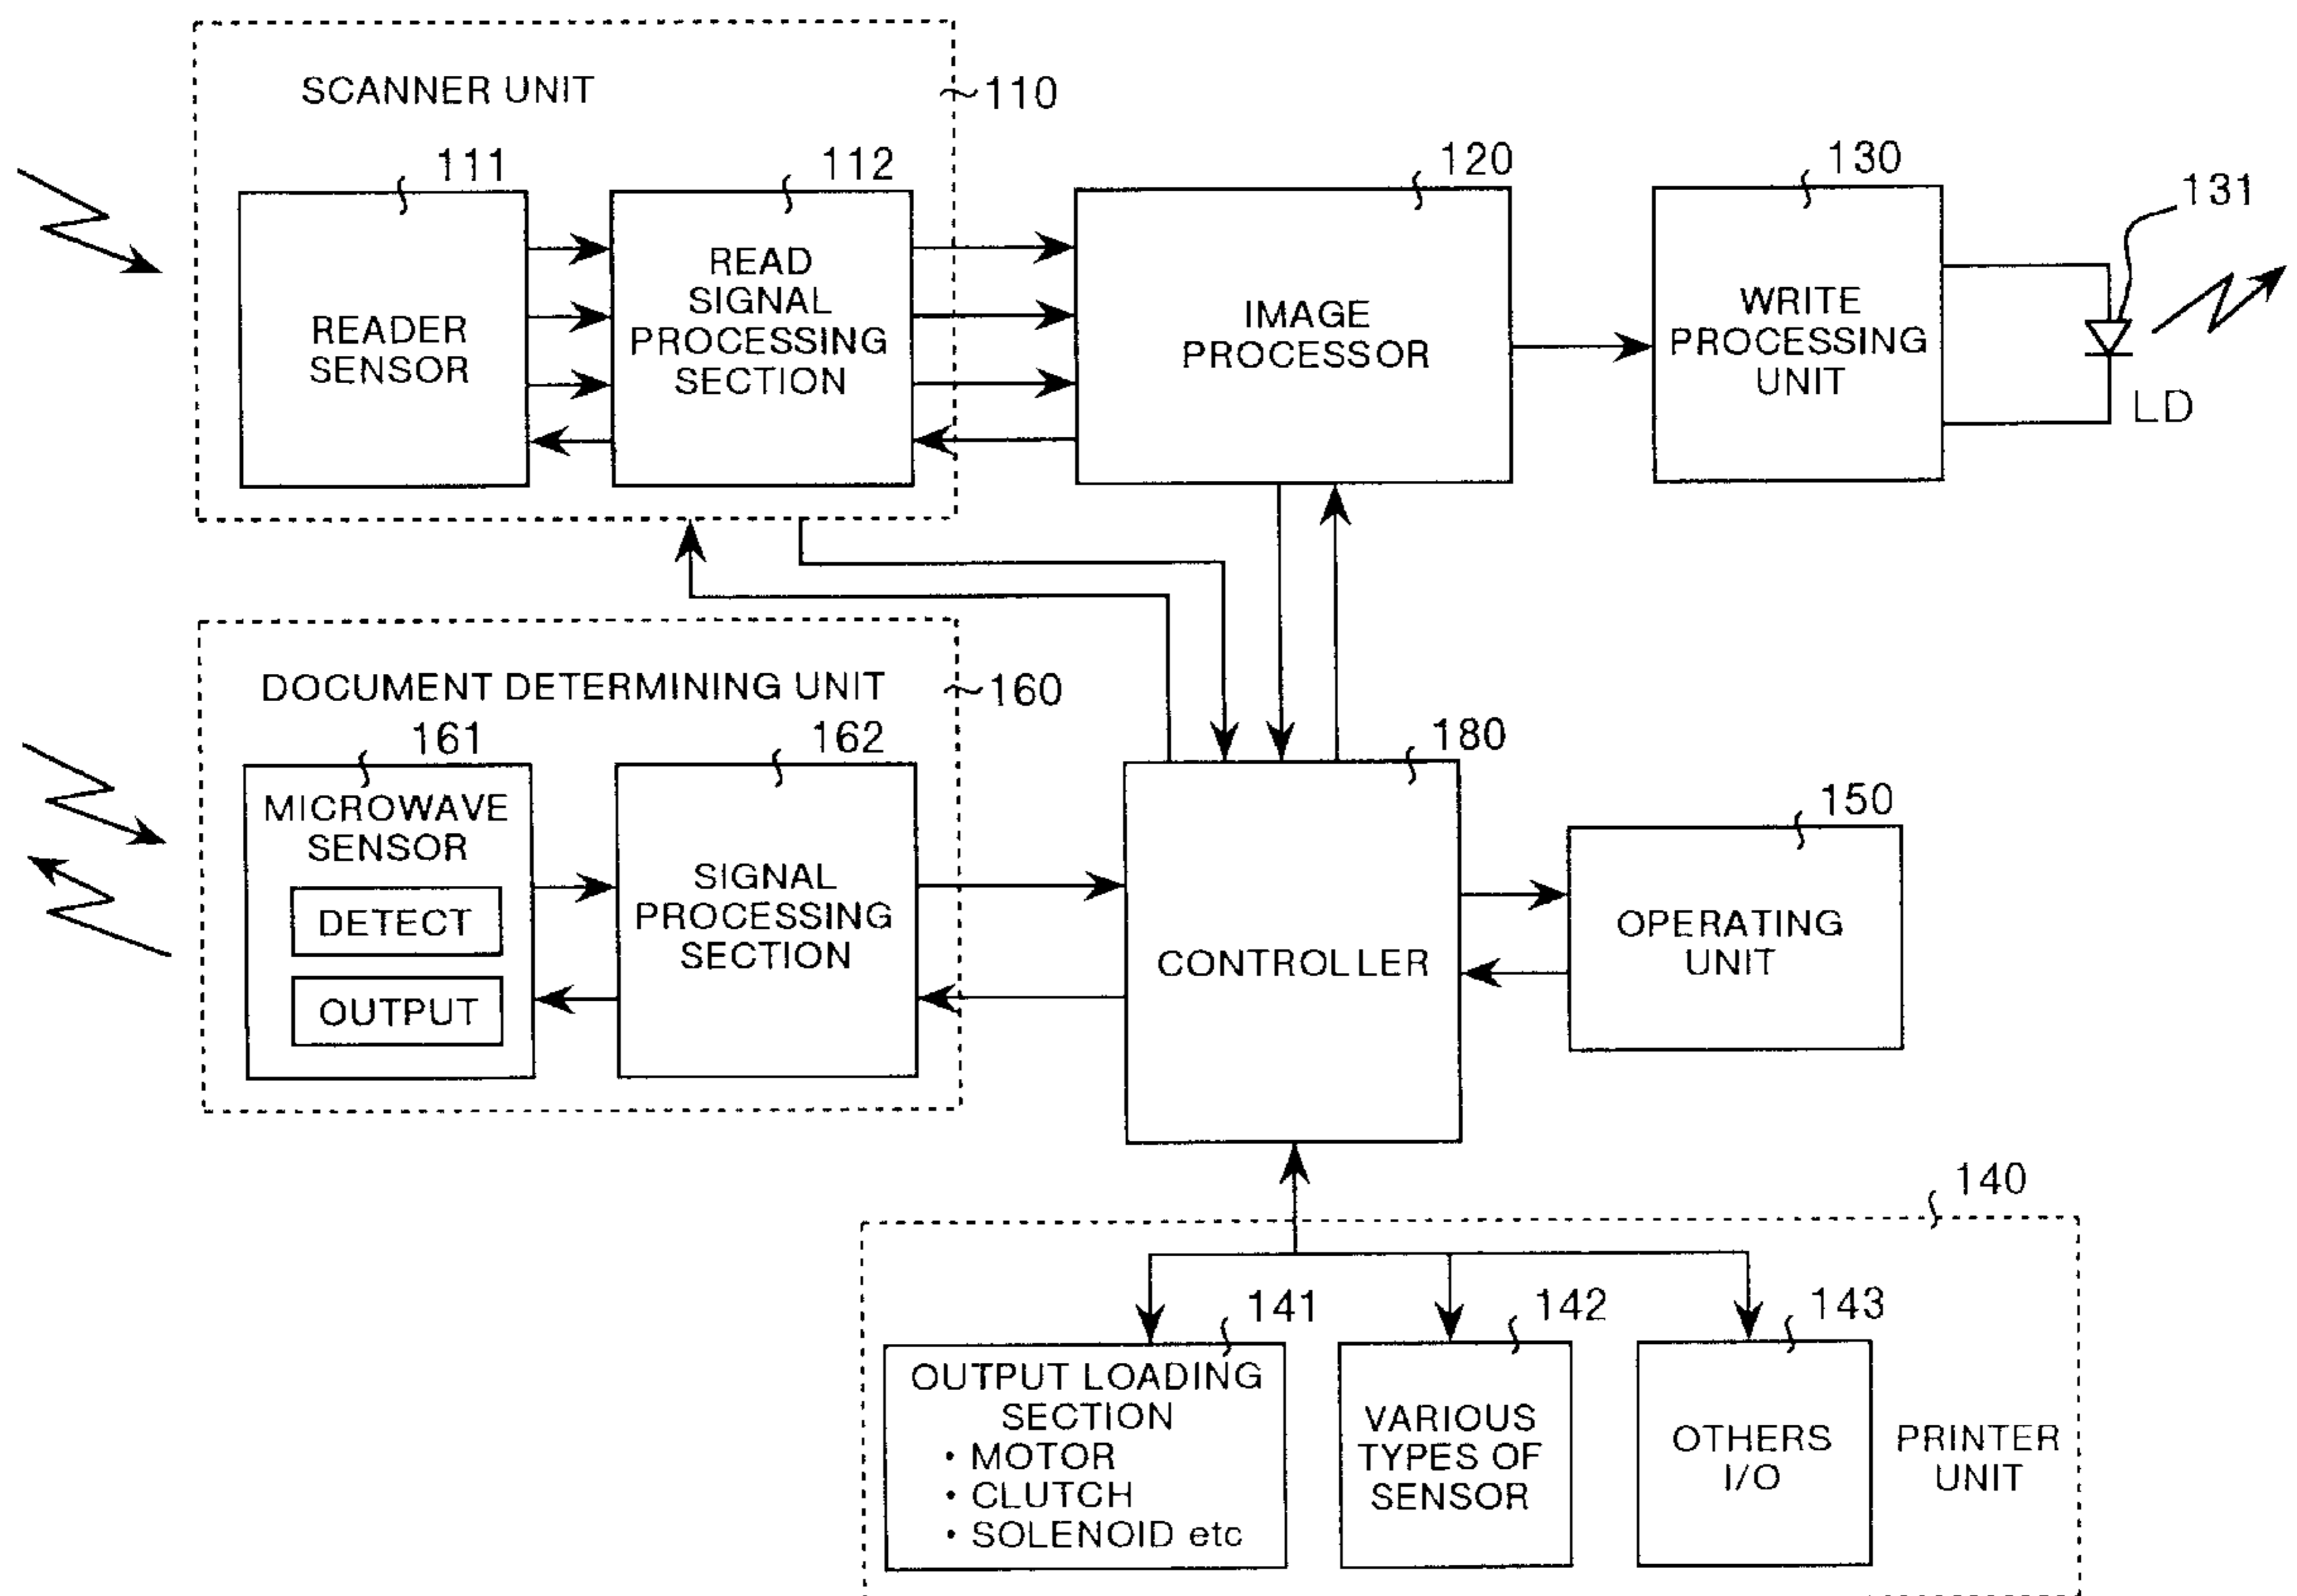 SCANNER UNIT
110
111
112
120
130
131
READER
SENSOR
READ
SIGNAL
PROCESSING
SECTION
IMAGE
PROCESSOR
WRITE
PROCESSING
UNIT
LD
DOCUMENT DETERMINING UNIT
160
161
162
180
150
MICROWAVE
SENSOR
DETECT
OUTPUT
SIGNAL
PROCESSING
SECTION
CONTROLLER
OPERATING
UNIT
140
141
142
143
OUTPUT LOADING
SECTION
• MOTOR
• CLUTCH
• SOLENOID etc
VARIOUS
TYPES OF
SENSOR
OTHERS
I/O
PRINTER
UNIT